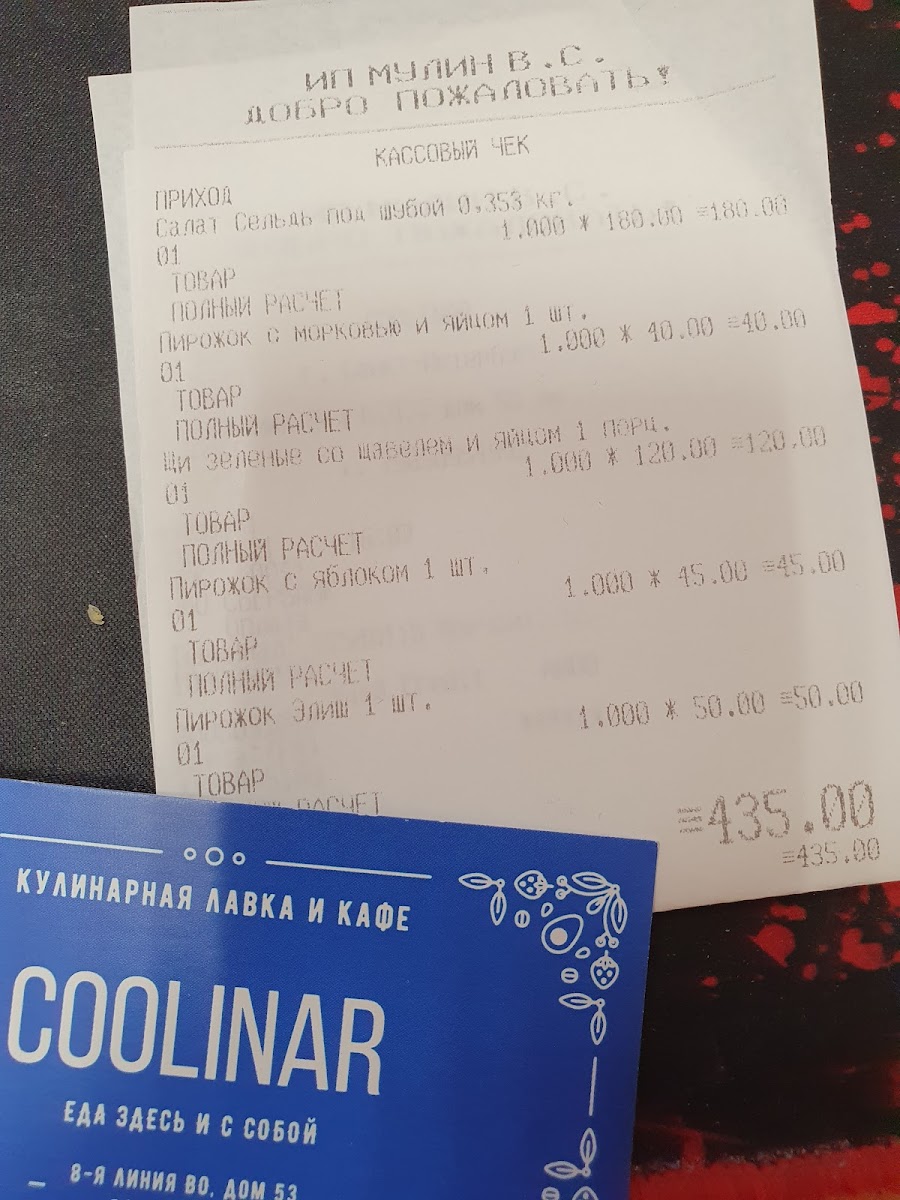 ИП МУЛИН В.С.
ДОБРО ПОЖАЛОВАТЬ!
КАССОВЫЙ ЧЕК
ПРИХОД
Салат Сельдь под шубой 0,353 кг.
1.000 * 180.00 =180.00
01
ТОВАР
ПОЛНЫЙ РАСЧЕТ
Пирожок с морковью и яйцом 1 шт.
1.000 * 40.00 =40.00
01
ТОВАР
ПОЛНЫЙ РАСЧЕТ
Щи зеленые со щавелем и яйцом 1 порц.
1.000 * 120.00 =120.00
01
ТОВАР
ПОЛНЫЙ РАСЧЕТ
Пирожок с яблоком 1 шт.
1.000 * 45.00 =45.00
01
ТОВАР
ПОЛНЫЙ РАСЧЕТ
Пирожок Элиш 1 шт.
1.000 * 50.00 =50.00
01
ТОВАР
РАСЧЕТ
=435.00
=435.00
КУЛИНАРНАЯ ЛАВКА И КАФЕ
COOLINAR
ЕДА ЗДЕСЬ И С СОБОЙ
8-Я ЛИНИЯ ВО, ДОМ 53